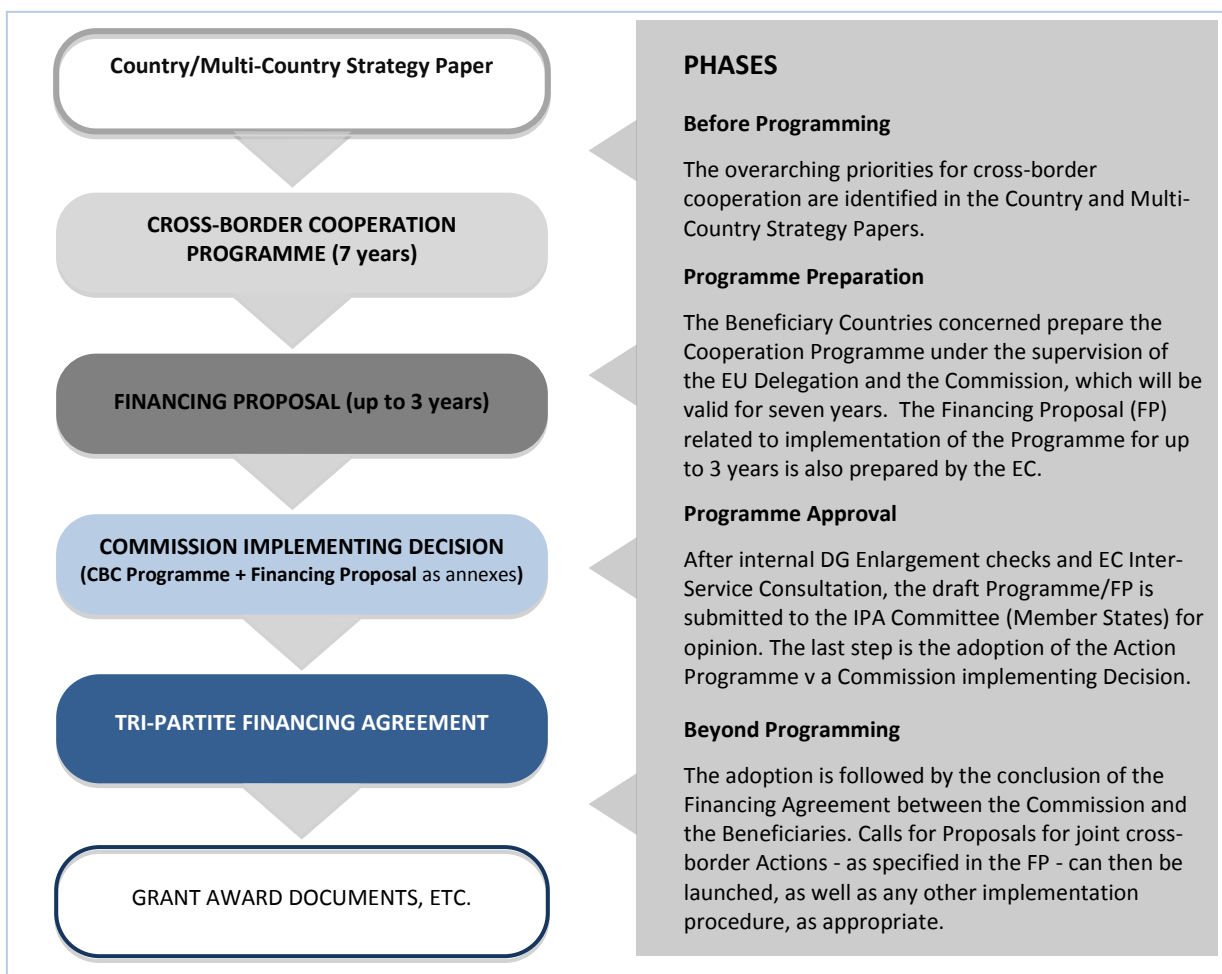 Country/Multi-Country Strategy Paper
CROSS-BORDER COOPERATION
PROGRAMME (7 years)
FINANCING PROPOSAL (up to 3 years)
COMMISSION IMPLEMENTING DECISION
(CBC Programme + Financing Proposal as annexes)
TRI-PARTITE FINANCING AGREEMENT
GRANT AWARD DOCUMENTS, ETC.
PHASES
Before Programming
The overarching priorities for cross-border
cooperation are identified in the Country and Multi-
Country Strategy Papers.
Programme Preparation
The Beneficiary Countries concerned prepare the
Cooperation Programme under the supervision of
the EU Delegation and the Commission, which will be
valid for seven years.  The Financing Proposal (FP)
related to implementation of the Programme for up
to 3 years is also prepared by the EC.
Programme Approval
After internal DG Enlargement checks and EC Inter-
Service Consultation, the draft Programme/FP is
submitted to the IPA Committee (Member States) for
opinion. The last step is the adoption of the Action
Programme v a Commission implementing Decision.
Beyond Programming
The adoption is followed by the conclusion of the
Financing Agreement between the Commission and
the Beneficiaries. Calls for Proposals for joint cross-
border Actions - as specified in the FP - can then be
launched, as well as any other implementation
procedure, as appropriate.